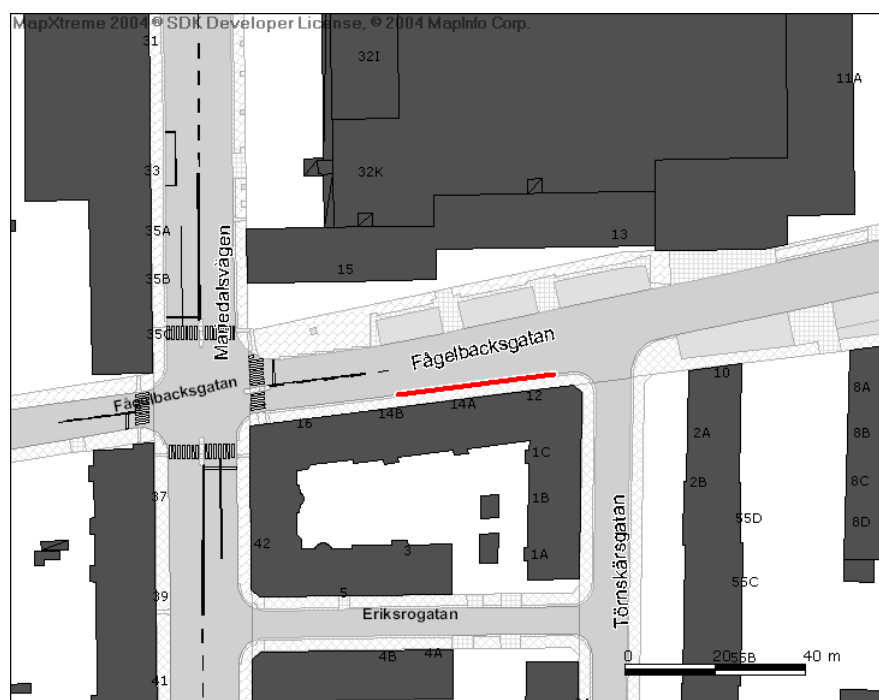 MapXtreme 2004 ® SDK Developer License, © 2004 MapInfo Corp.
31
32I
11A
33
32K
35A
13
Månedalsvägen
15
35B
35C
Fågelbacksgatan
Fågelbacksgatan
10
8A
12
14A
14B
16
2A
8B
1C
2B
8C
37
1B
8D
55D
42
3
1A
Törnskärsgatan
55C
39
5
Eriksrogatan
4B
4A
55B
0 20 40 m
41